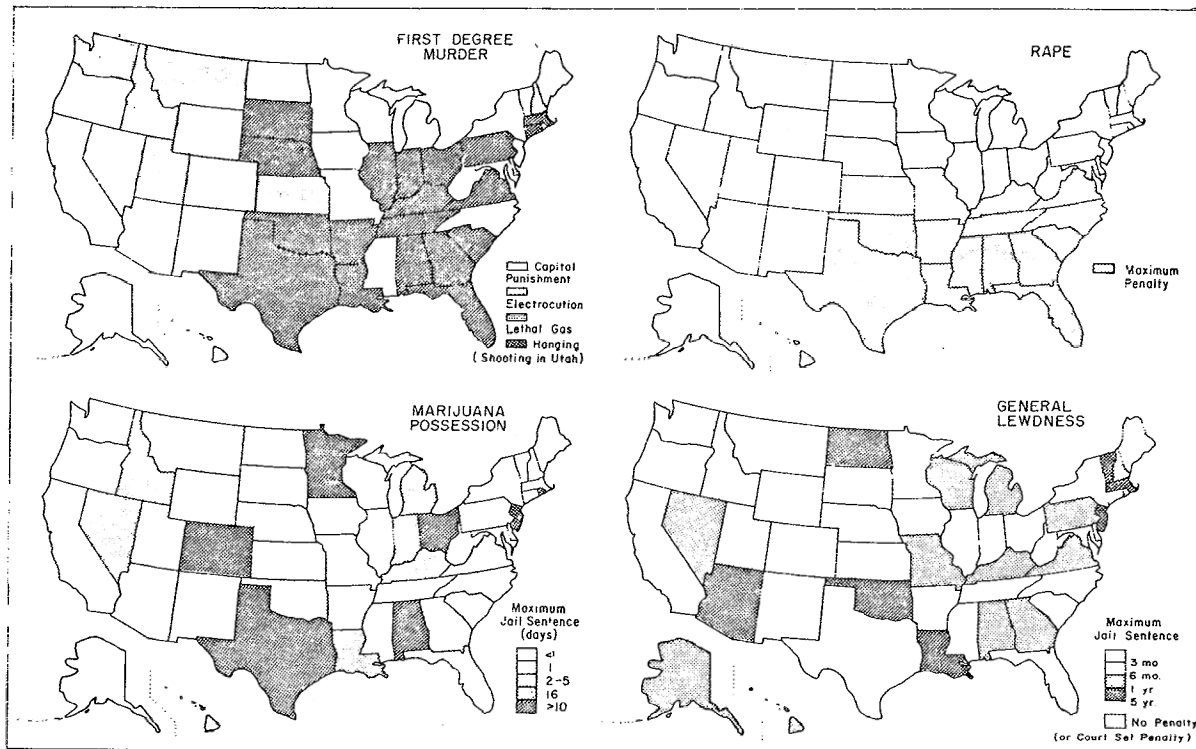 FIRST DEGREE
MURDER
Capital
Punishment
Electrocution
Lethal Gas
Hanging
(Shooting in Utah)
RAPE
Maximum
Penalty
MARIJUANA
POSSESSION
Maximum
Jail Sentence
(days)
<1
1
2-5
16
>10
GENERAL
LEWDNESS
Maximum
Jail Sentence
3 mo
6 mo.
1 yr
5 yr.
No Penalty
(or Court Set Penalty)